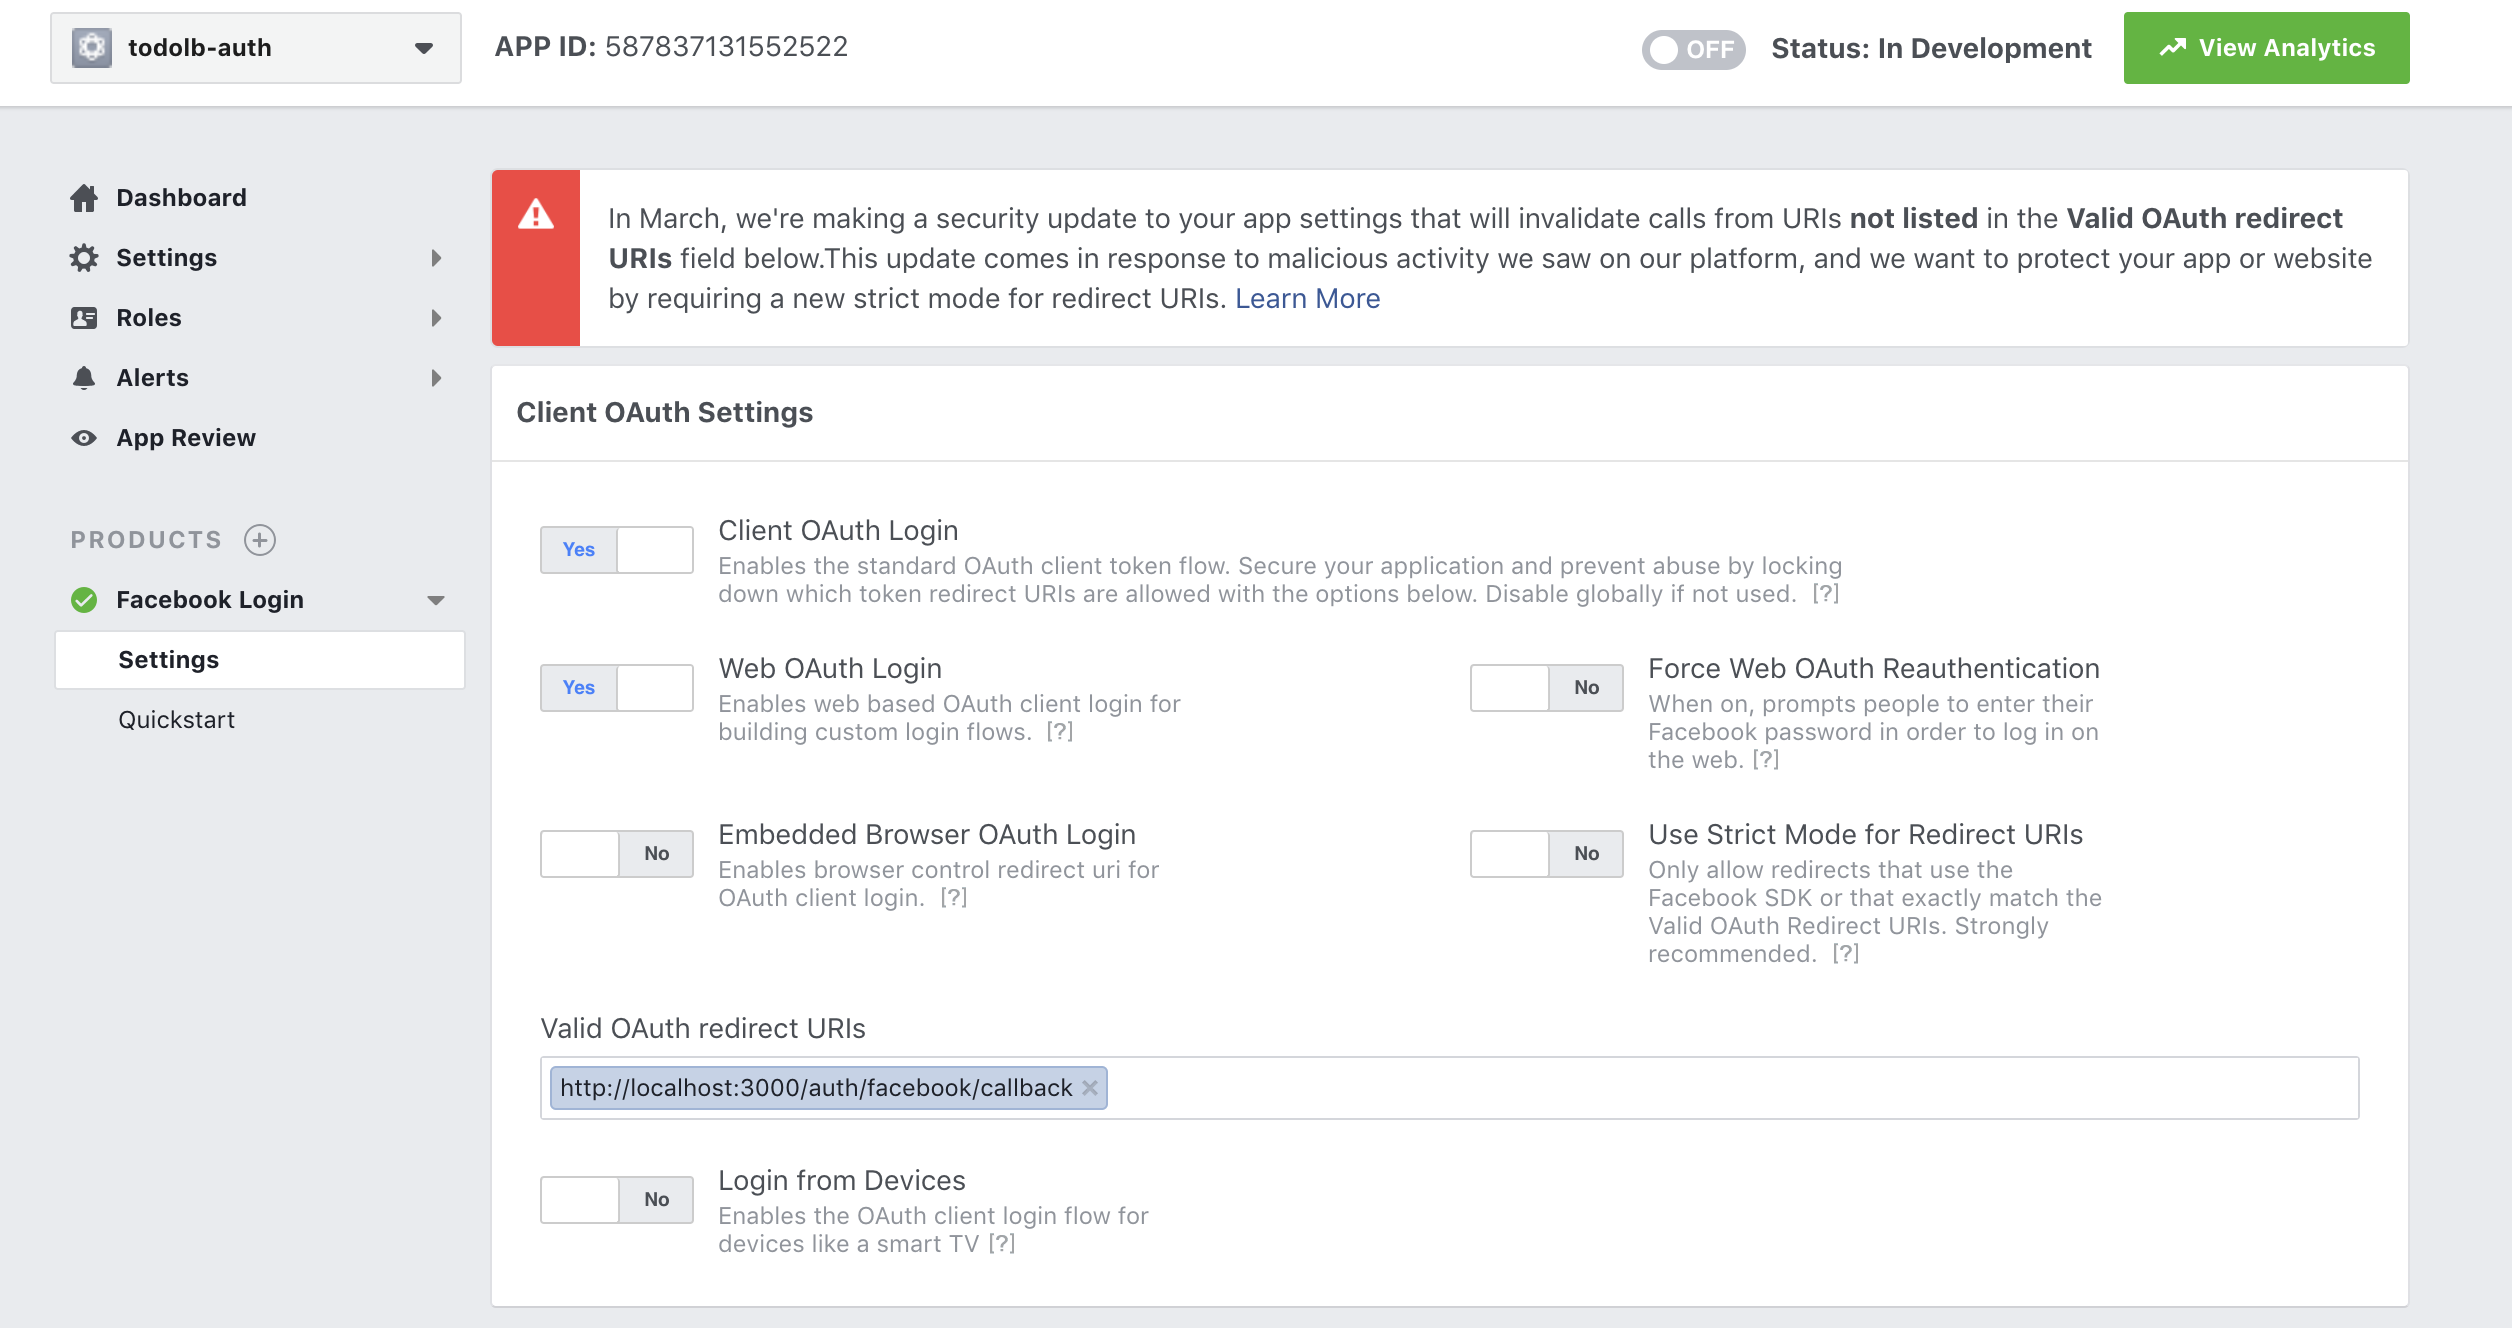 todolb-auth
APP ID: 587837131552522
OFF
Status: In Development
View Analytics
Dashboard
Settings
Roles
Alerts
App Review
PRODUCTS
Facebook Login
Settings
Quickstart
In March, we're making a security update to your app settings that will invalidate calls from URIs not listed in the Valid OAuth redirect
URIs field below.This update comes in response to malicious activity we saw on our platform, and we want to protect your app or website
by requiring a new strict mode for redirect URIs. Learn More
Client OAuth Settings
Yes
Client OAuth Login
Enables the standard OAuth client token flow. Secure your application and prevent abuse by locking
down which token redirect URIs are allowed with the options below. Disable globally if not used. [?]
Yes
Web OAuth Login
Enables web based OAuth client login for
building custom login flows. [?]
No
Force Web OAuth Reauthentication
When on, prompts people to enter their
Facebook password in order to log in on
the web. [?]
No
Embedded Browser OAuth Login
Enables browser control redirect uri for
OAuth client login. [?]
No
Use Strict Mode for Redirect URIs
Only allow redirects that use the
Facebook SDK or that exactly match the
Valid OAuth Redirect URIs. Strongly
recommended. [?]
Valid OAuth redirect URIs
http://localhost:3000/auth/facebook/callback
No
Login from Devices
Enables the OAuth client login flow for
devices like a smart TV [?]